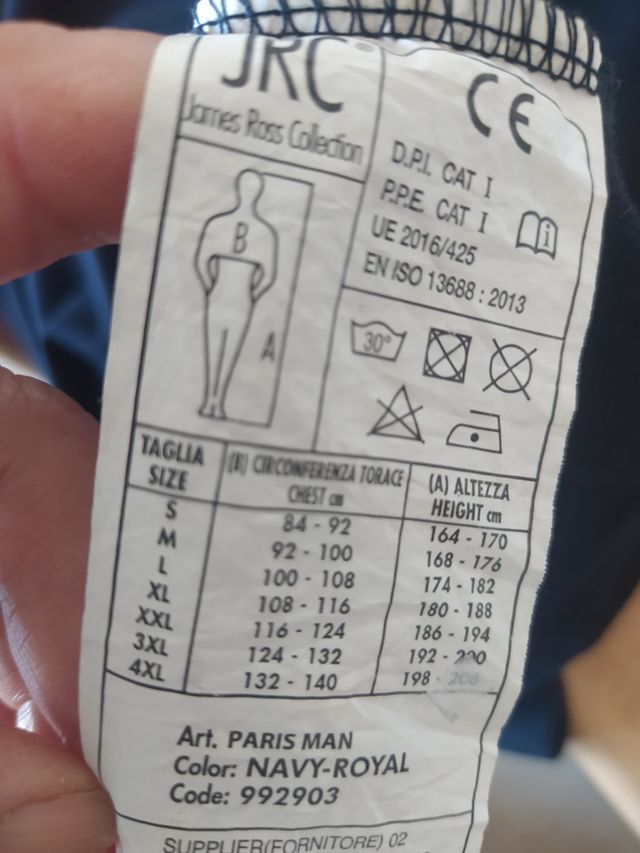 JRC®
James Ross Collection
B
A
CE
D.P.I. CAT I
P.P.E. CAT I
UE 2016/425
EN ISO 13688 : 2013
i
30°
TAGLIA SIZE (B) CIRCONFERENZA TORACE CHEST cm (A) ALTEZZA HEIGHT cm
S 84 - 92 164 - 170
M 92 - 100 168 - 176
L 100 - 108 174 - 182
XL 108 - 116 180 - 188
XXL 116 - 124 186 - 194
3XL 124 - 132 192 - 200
4XL 132 - 140 198 -
Art. PARIS MAN
Color: NAVY-ROYAL
Code: 992903
SUPPLIER(FORNITORE) 02